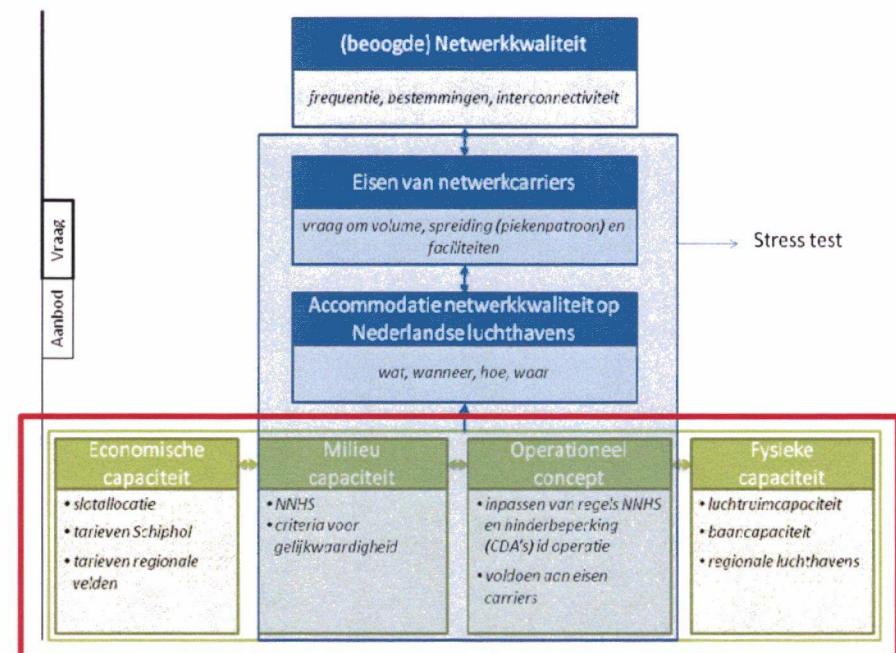 (beoogde) Netwerkkwaliteit
frequentie, bestemmingen, interconnectiviteit
Eisen van netwerkcarriers
vraag om volume, spreiding (piekenpatroon) en
faciliteiten
Stress test
Vraag
Aanbod
Accommodatie netwerkkwaliteit op
Nederlandse luchthavens
wat, wanneer, hoe, waar
Economische
capaciteit
• slotallocatie
• tarieven Schiphol
• tarieven regionale
velden
Milieu
capaciteit
• NNHS
• criteria voor
gelijkwaardigheid
Operationeel
concept
• inpassen van regels NNHS
en hinderbeperking
(CDA's) id operatie
• voldoen aan eisen
carriers
Fysieke
capaciteit
• luchtruimcapaciteit
• baancapaciteit
• regionale luchthavens